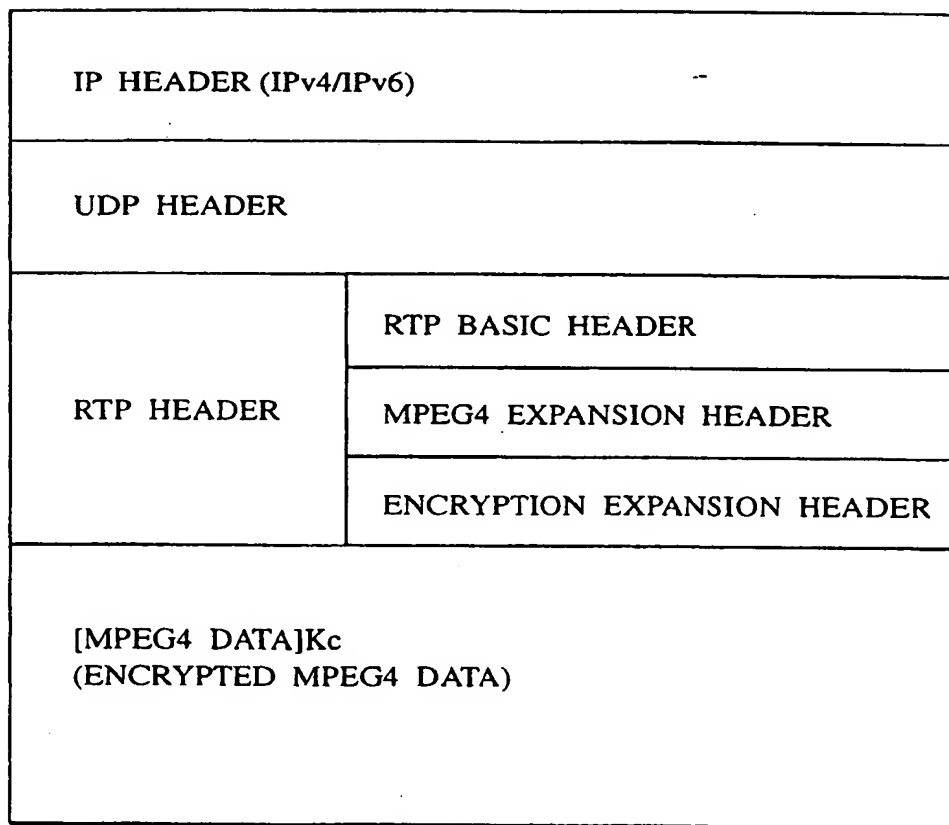 IP HEADER (IPv4/IPv6)
UDP HEADER
RTP HEADER
RTP BASIC HEADER
MPEG4 EXPANSION HEADER
ENCRYPTION EXPANSION HEADER
[MPEG4 DATA]Kc
(ENCRYPTED MPEG4 DATA)